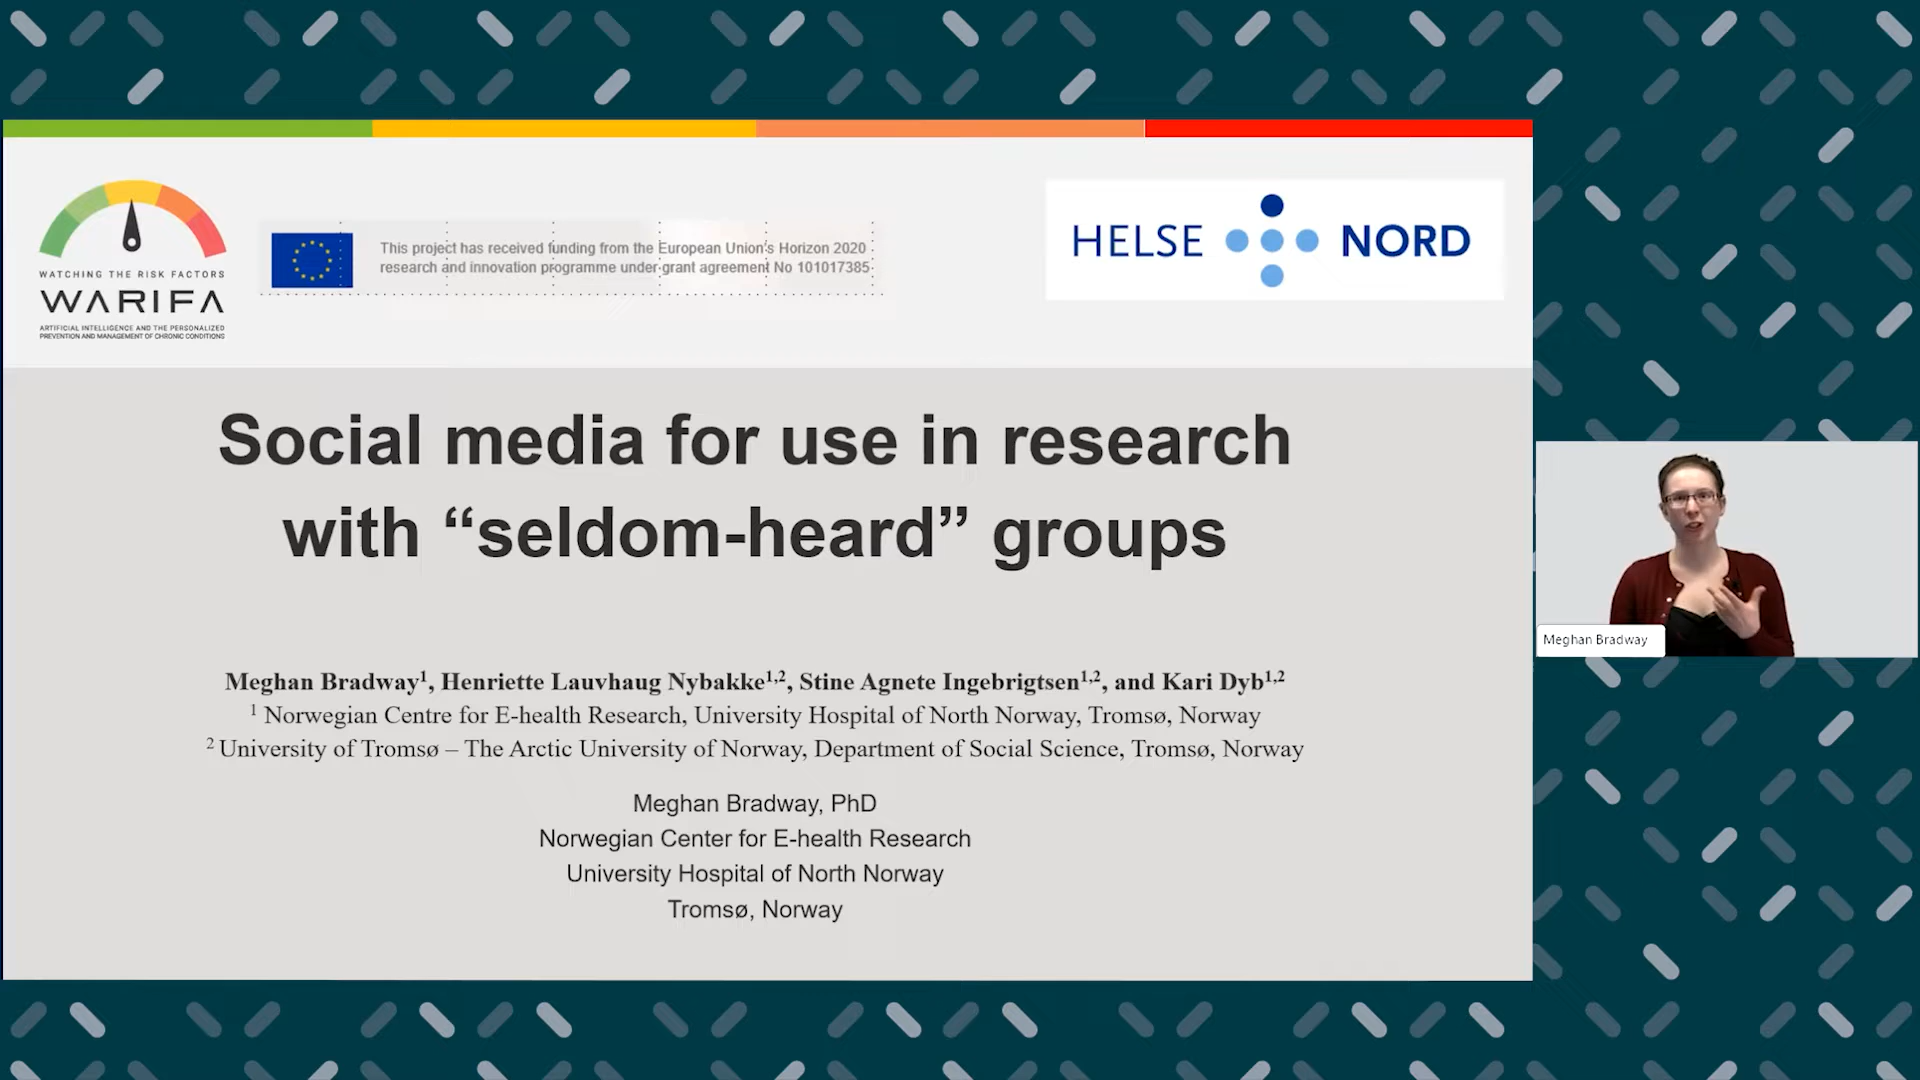 WATCHING THE RISK FACTORS
WARIFA
ARTIFICIAL INTELLIGENCE AND THE PERSONALIZED
PREVENTION AND MANAGEMENT OF CHRONIC CONDITIONS
This project has received funding from the European Union's Horizon 2020
research and innovation programme under grant agreement No 101017385
HELSE NORD
Social media for use in research
with “seldom-heard” groups
Meghan Bradway¹, Henriette Lauvhaug Nybakke¹,², Stine Agnete Ingebrigtsen¹,², and Kari Dyb¹,²
¹ Norwegian Centre for E-health Research, University Hospital of North Norway, Tromsø, Norway
² University of Tromsø – The Arctic University of Norway, Department of Social Science, Tromsø, Norway
Meghan Bradway, PhD
Norwegian Center for E-health Research
University Hospital of North Norway
Tromsø, Norway
Meghan Bradway